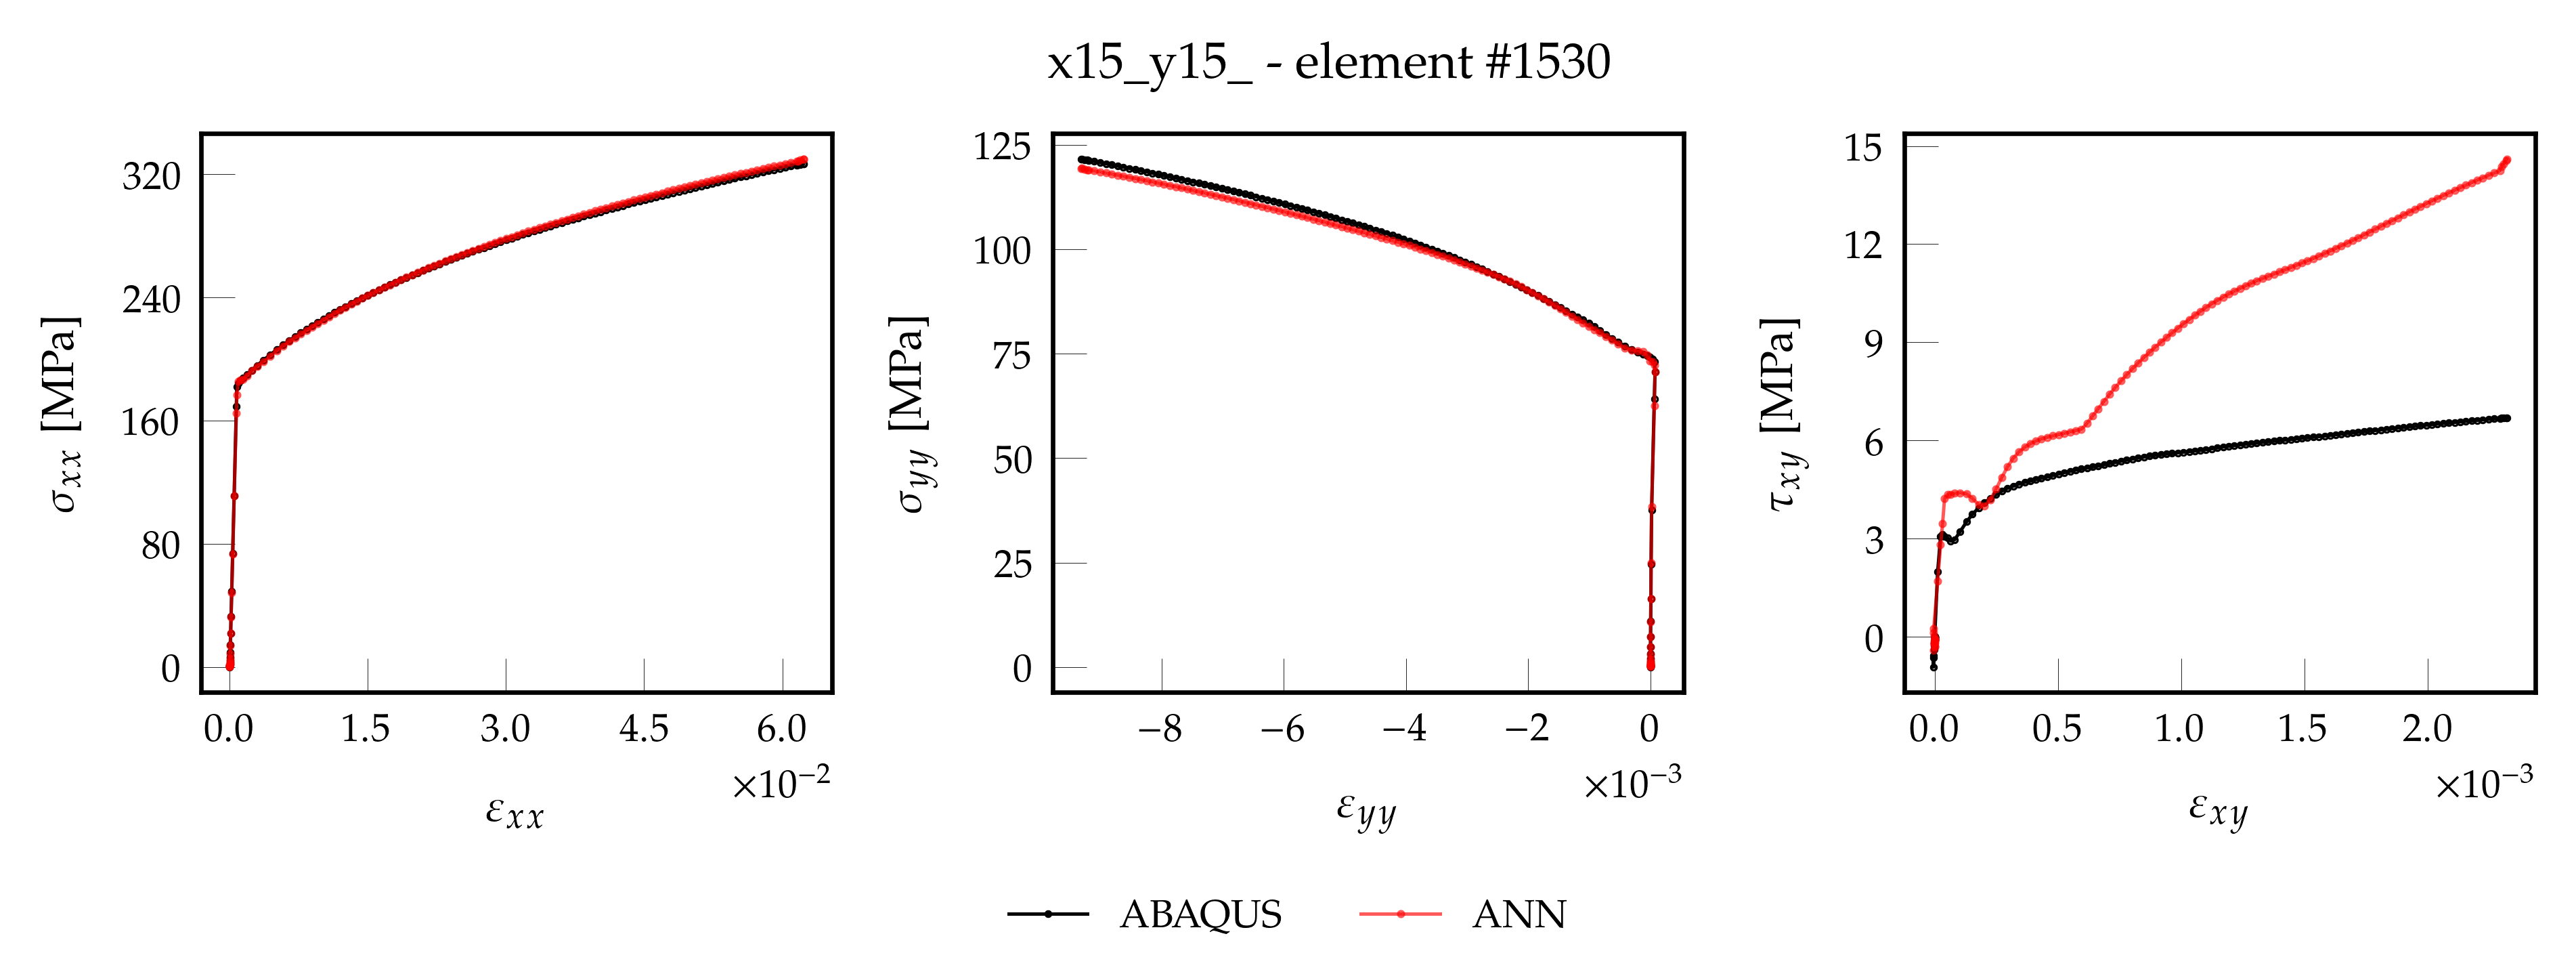 x15_y15_ - element #1530
σxx [MPa]
320
240
160
80
0
0.0 1.5 3.0 4.5 6.0
×10−2
εxx
σyy [MPa]
125
100
75
50
25
0
−8 −6 −4 −2 0
×10−3
εyy
τxy [MPa]
15
12
9
6
3
0
0.0 0.5 1.0 1.5 2.0
×10−3
εxy
ABAQUS ANN